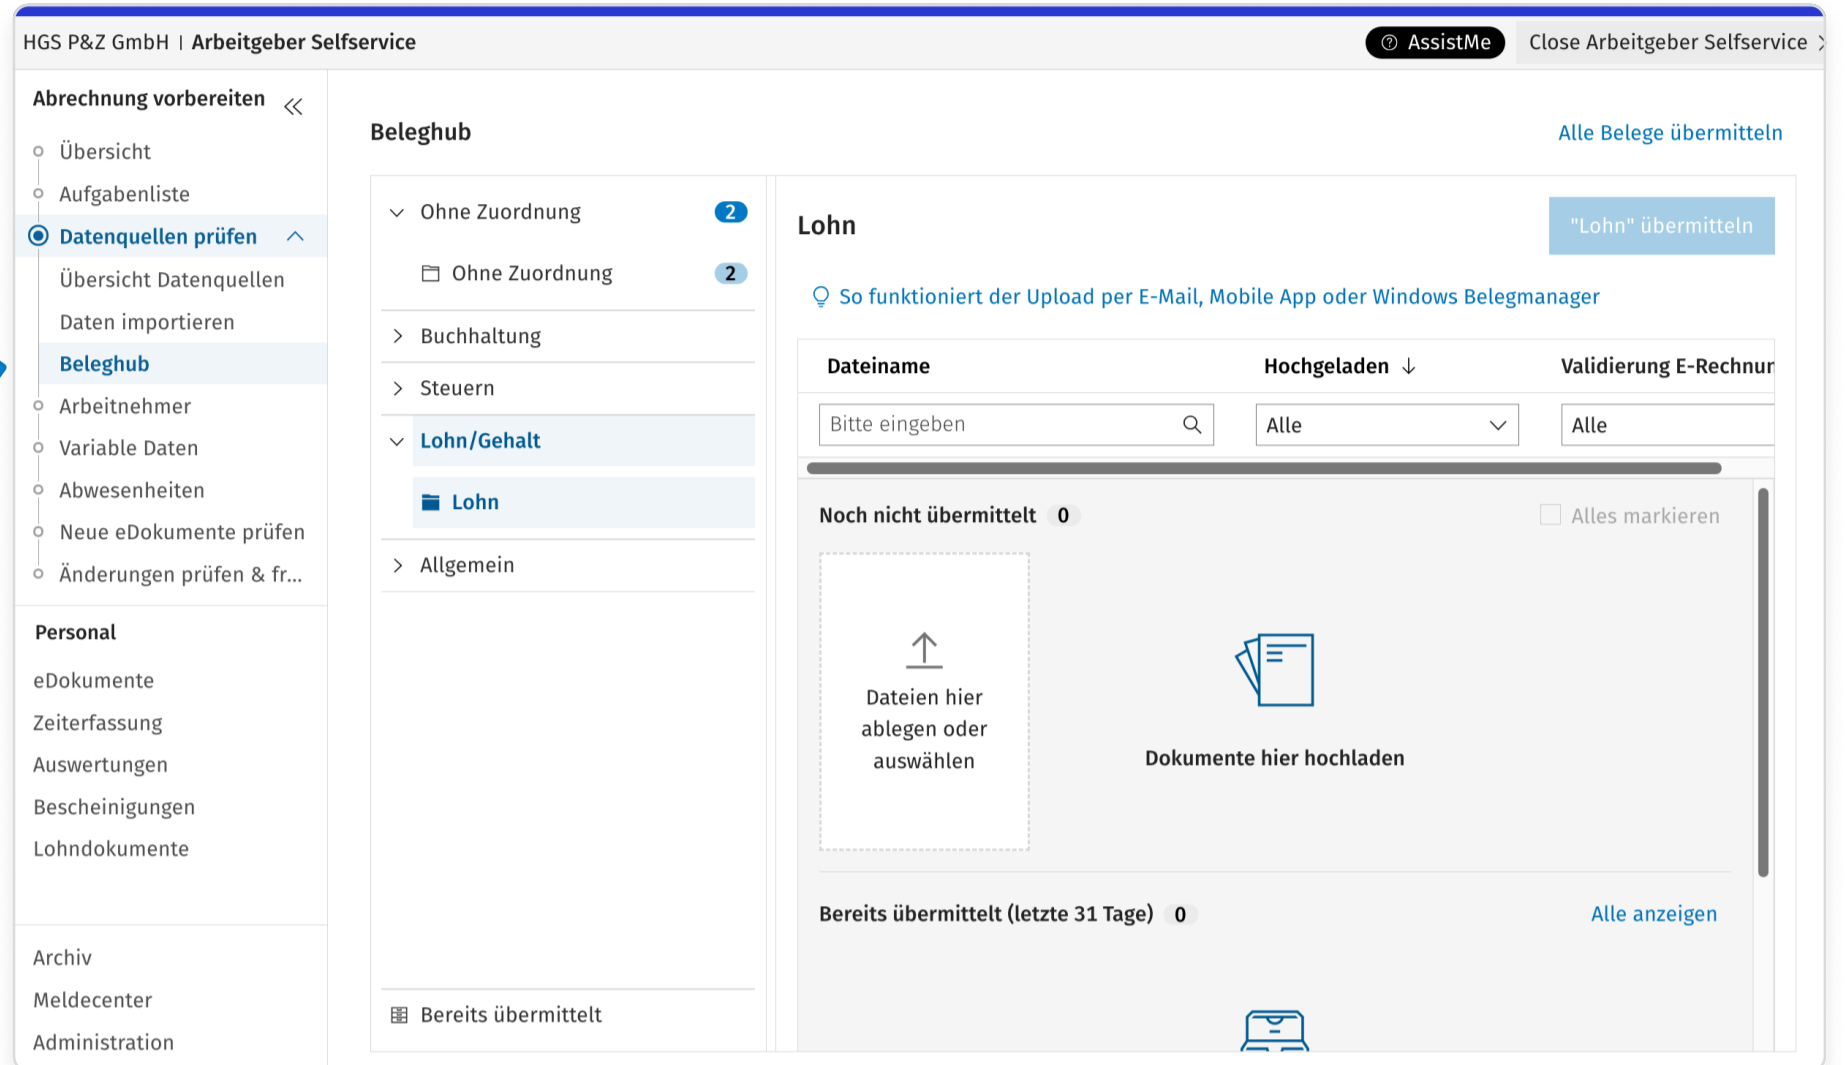 HGS P&Z GmbH | Arbeitgeber Selfservice
AssistMe
Close Arbeitgeber Selfservice
Abrechnung vorbereiten
Übersicht
Aufgabenliste
Datenquellen prüfen
Übersicht Datenquellen
Daten importieren
Beleghub
Arbeitnehmer
Variable Daten
Abwesenheiten
Neue eDokumente prüfen
Änderungen prüfen & fr...
Personal
eDokumente
Zeiterfassung
Auswertungen
Bescheinigungen
Lohndokumente
Archiv
Meldecenter
Administration
Beleghub
Alle Belege übermitteln
Ohne Zuordnung 2
Ohne Zuordnung 2
Buchhaltung
Steuern
Lohn/Gehalt
Lohn
Allgemein
Bereits übermittelt
Lohn
"Lohn" übermitteln
So funktioniert der Upload per E-Mail, Mobile App oder Windows Belegmanager
Dateiname
Hochgeladen
Validierung E-Rechnun
Bitte eingeben
Alle
Alle
Noch nicht übermittelt 0
Alles markieren
Dateien hier
ablegen oder
auswählen
Dokumente hier hochladen
Bereits übermittelt (letzte 31 Tage) 0
Alle anzeigen